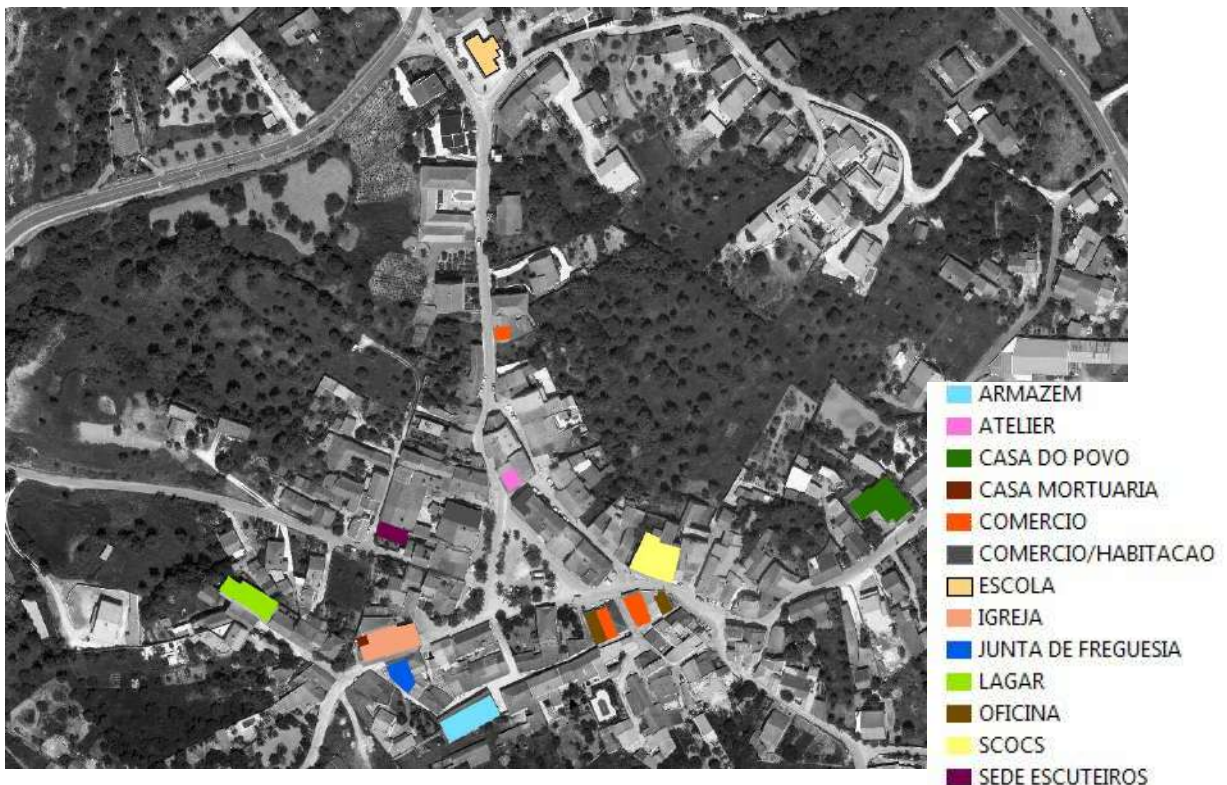 ARMAZEM
ATELIER
CASA DO POVO
CASA MORTUARIA
COMERCIO
COMERCIO/HABITACAO
ESCOLA
IGREJA
JUNTA DE FREGUESIA
LAGAR
OFICINA
SCOCS
SEDE ESCUTEIROS